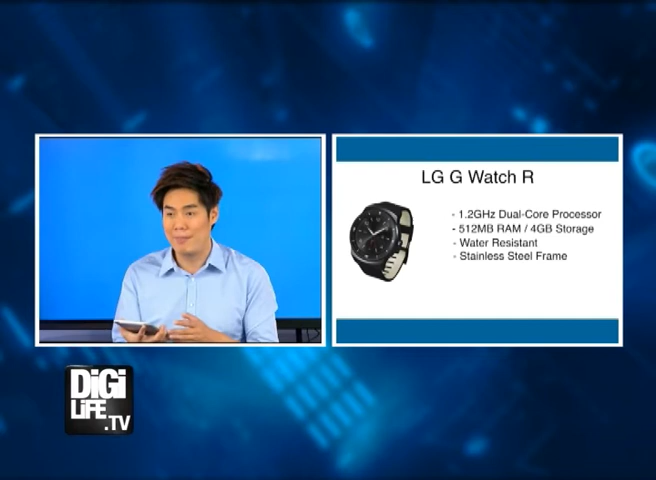 LG G Watch R
- 1.2GHz Dual-Core Processor
- 512MB RAM / 4GB Storage
- Water Resistant
- Stainless Steel Frame
DiGi
LiFE
.TV